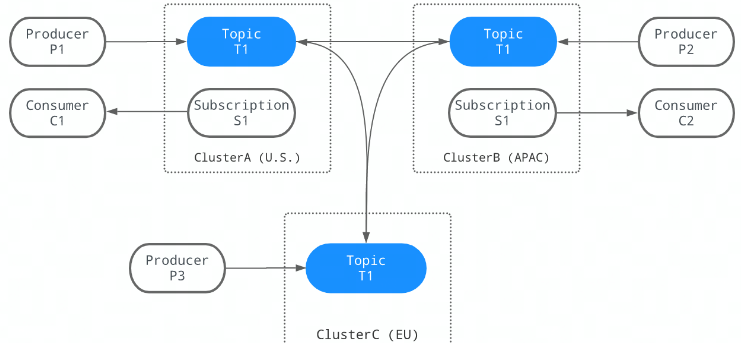 Producer
P1
Topic
T1
Topic
T1
Producer
P2
Consumer
C1
Subscription
S1
Subscription
S1
Consumer
C2
ClusterA (U.S.)
ClusterB (APAC)
Producer
P3
Topic
T1
ClusterC (EU)